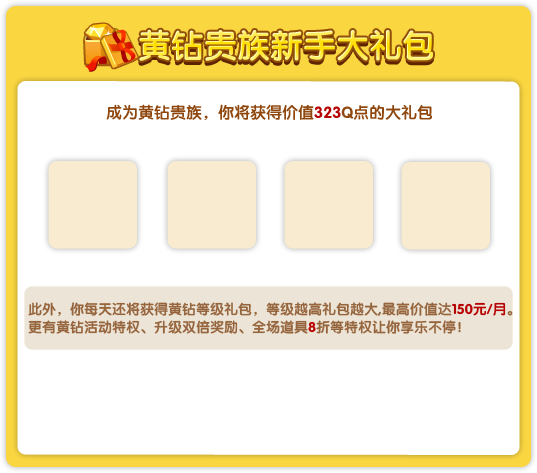 黄钻贵族新手大礼包
成为黄钻贵族，你将获得价值323Q点的大礼包
此外，你每天还将获得黄钻等级礼包，等级越高礼包越大,最高价值达150元/月。
更有黄钻活动特权、升级双倍奖励、全场道具8折等特权让你享乐不停！